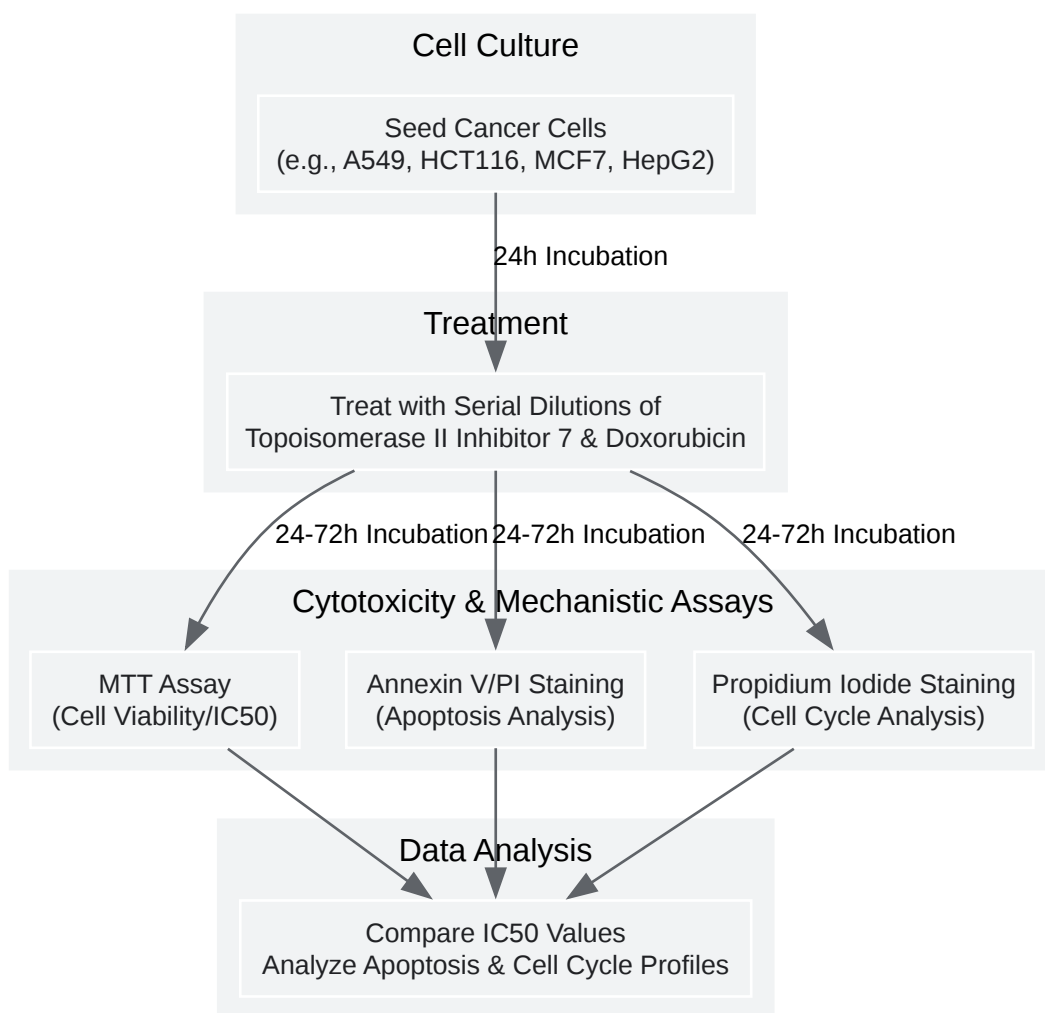 Cell Culture
Seed Cancer Cells
(e.g., A549, HCT116, MCF7, HepG2)
24h Incubation
Treatment
Treat with Serial Dilutions of
Topoisomerase II Inhibitor 7 & Doxorubicin
24-72h Incubation
24-72h Incubation
24-72h Incubation
Cytotoxicity & Mechanistic Assays
MTT Assay
(Cell Viability/IC50)
Annexin V/PI Staining
(Apoptosis Analysis)
Propidium Iodide Staining
(Cell Cycle Analysis)
Data Analysis
Compare IC50 Values
Analyze Apoptosis & Cell Cycle Profiles